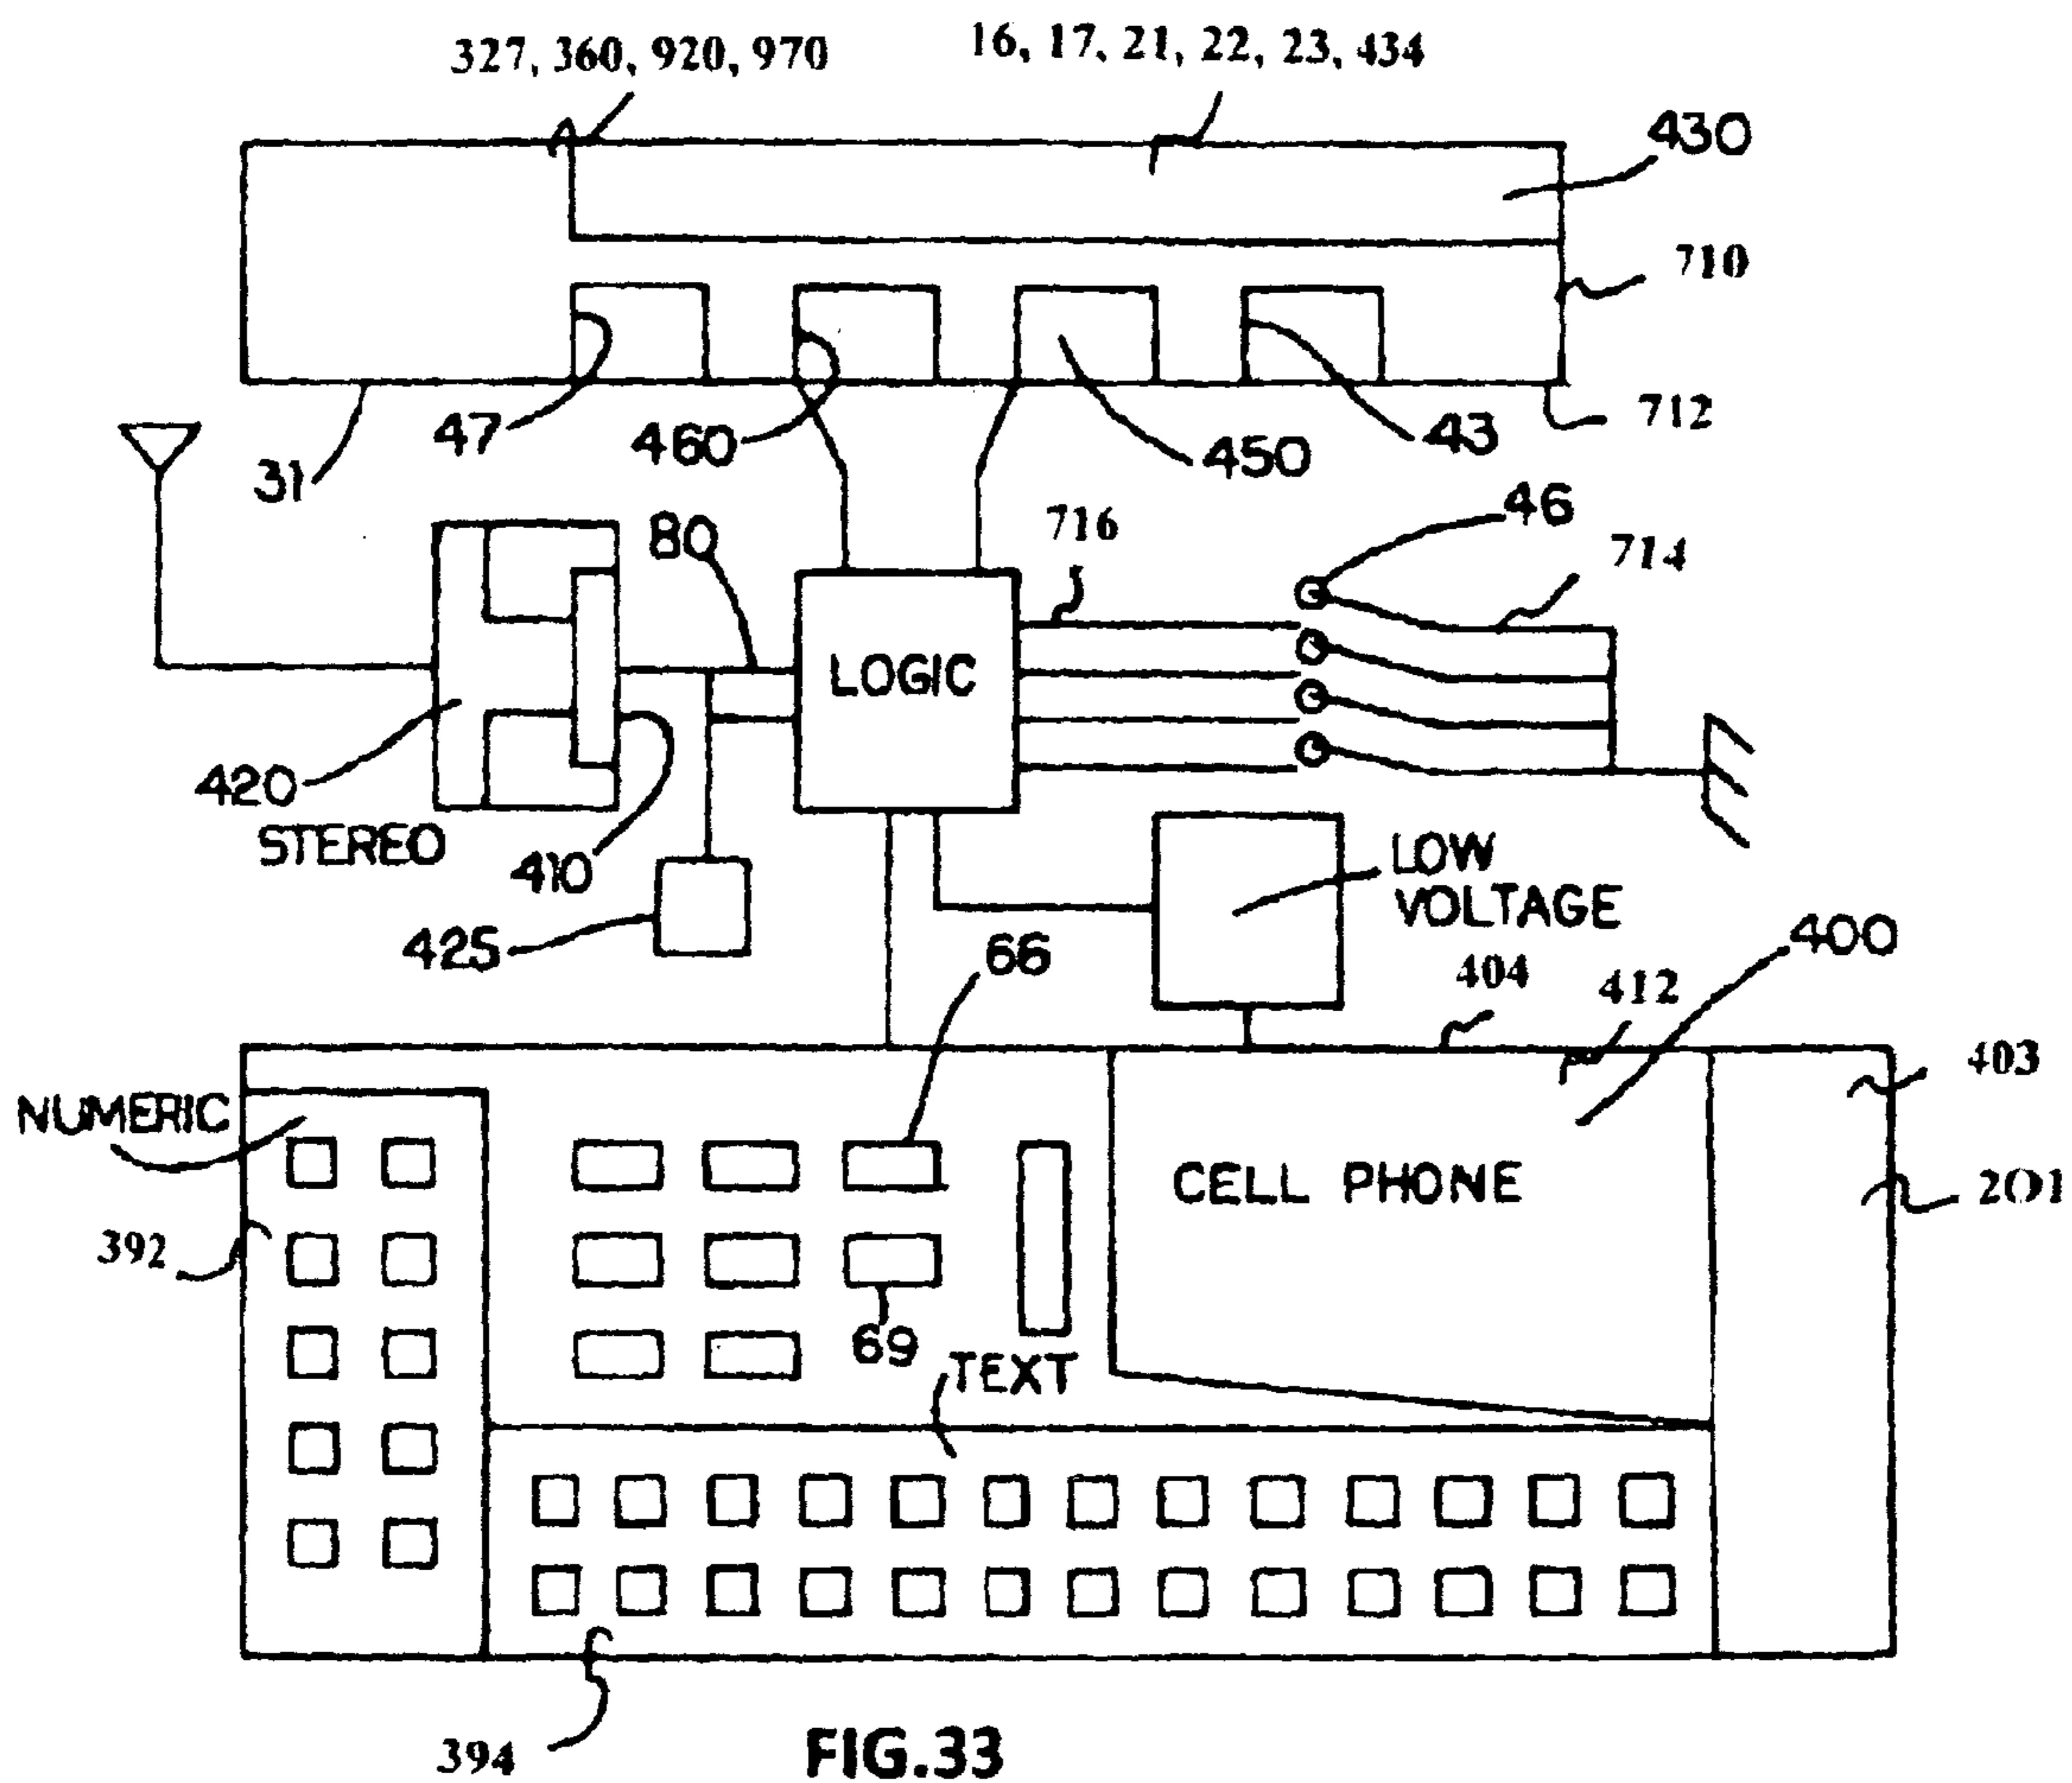 327, 360, 920, 970
16, 17, 21, 22, 23, 434
430
710
47
460
450
43
712
31
80
716
46
714
LOGIC
420
STEREO
410
425
LOW
VOLTAGE
66
404
412
400
403
NUMERIC
CELL PHONE
201
392
69
TEXT
394
FIG.33